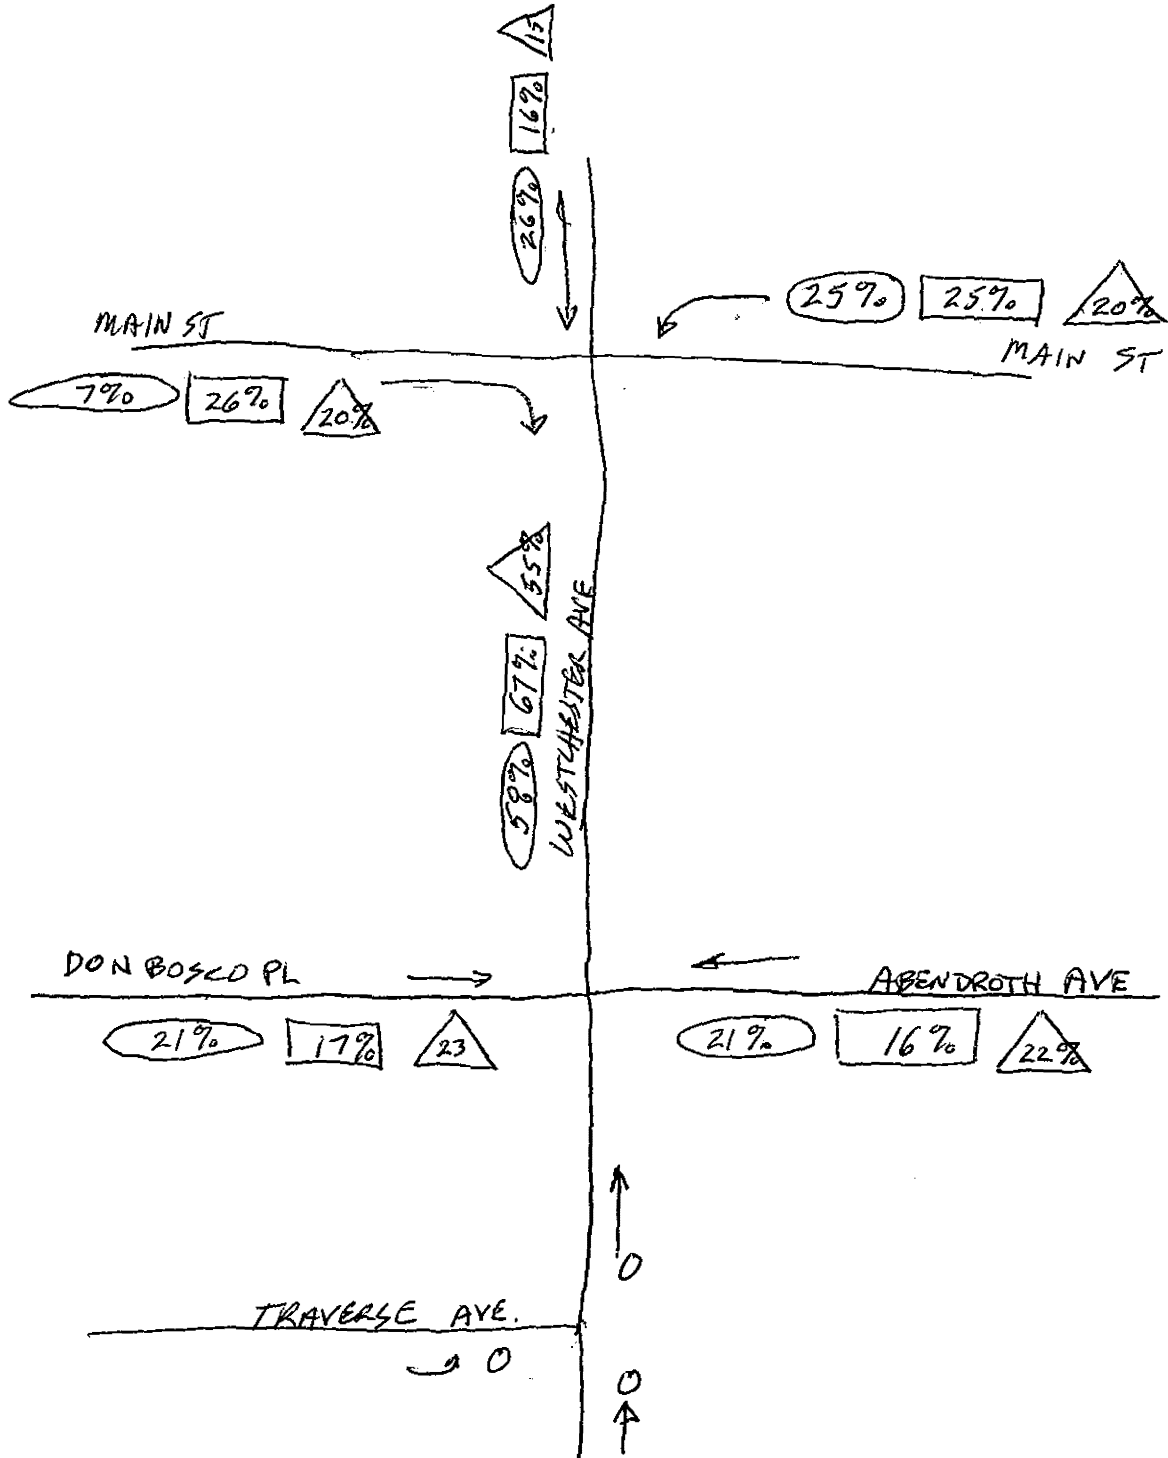 15
16%
26%
25% 25% 20%
MAIN ST
MAIN ST
7% 26% 20%
55%
67%
58%
WESTCHESTER AVE
DON BOSCO PL
ABENDROTH AVE
21% 17% 23
21% 16% 22%
0
TRAVERSE AVE.
0
0